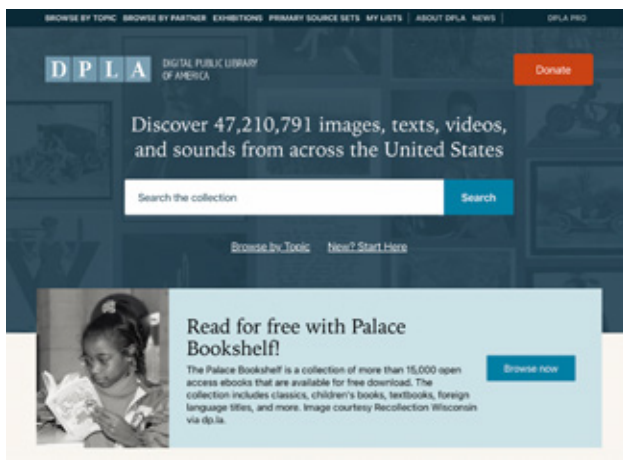 BROWSE BY TOPIC BROWSE BY PARTNER EXHIBITIONS PRIMARY SOURCE SETS MY LISTS ABOUT DPLA NEWS DPLA PRO
DPLA DIGITAL PUBLIC LIBRARY
OF AMERICA
Donate
Discover 47,210,791 images, texts, videos,
and sounds from across the United States
Search the collection Search
Browse by Topic New? Start Here
Read for free with Palace
Bookshelf!
The Palace Bookshelf is a collection of more than 15,000 open
access ebooks that are available for free download. The
collection includes classics, children's books, textbooks, foreign
language titles, and more. Image courtesy Recollection Wisconsin
via dp.la.
Browse now